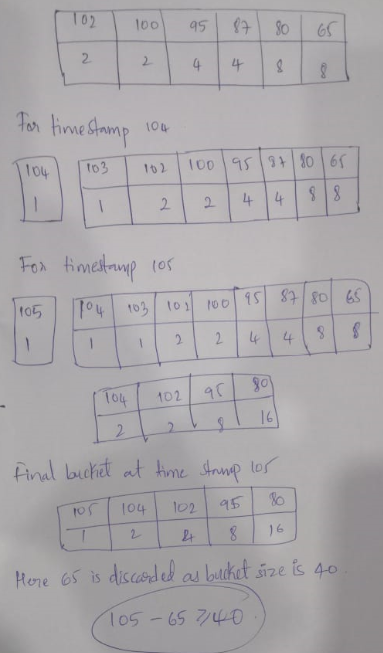 102 100 95 87 80 65
2 2 4 4 8 8
For timestamp 104
104 103 102 100 95 87 80 65
1 1 2 2 4 4 8 8
For timestamp 105
105 104 103 102 100 95 87 80 65
1 1 1 2 2 4 4 8 8
104 102 95 80
2 2 8 16
Final bucket at time stamp 105
105 104 102 95 80
1 2 4 8 16
Here 65 is discarded as bucket size is 40.
105 - 65 ≥ 40.